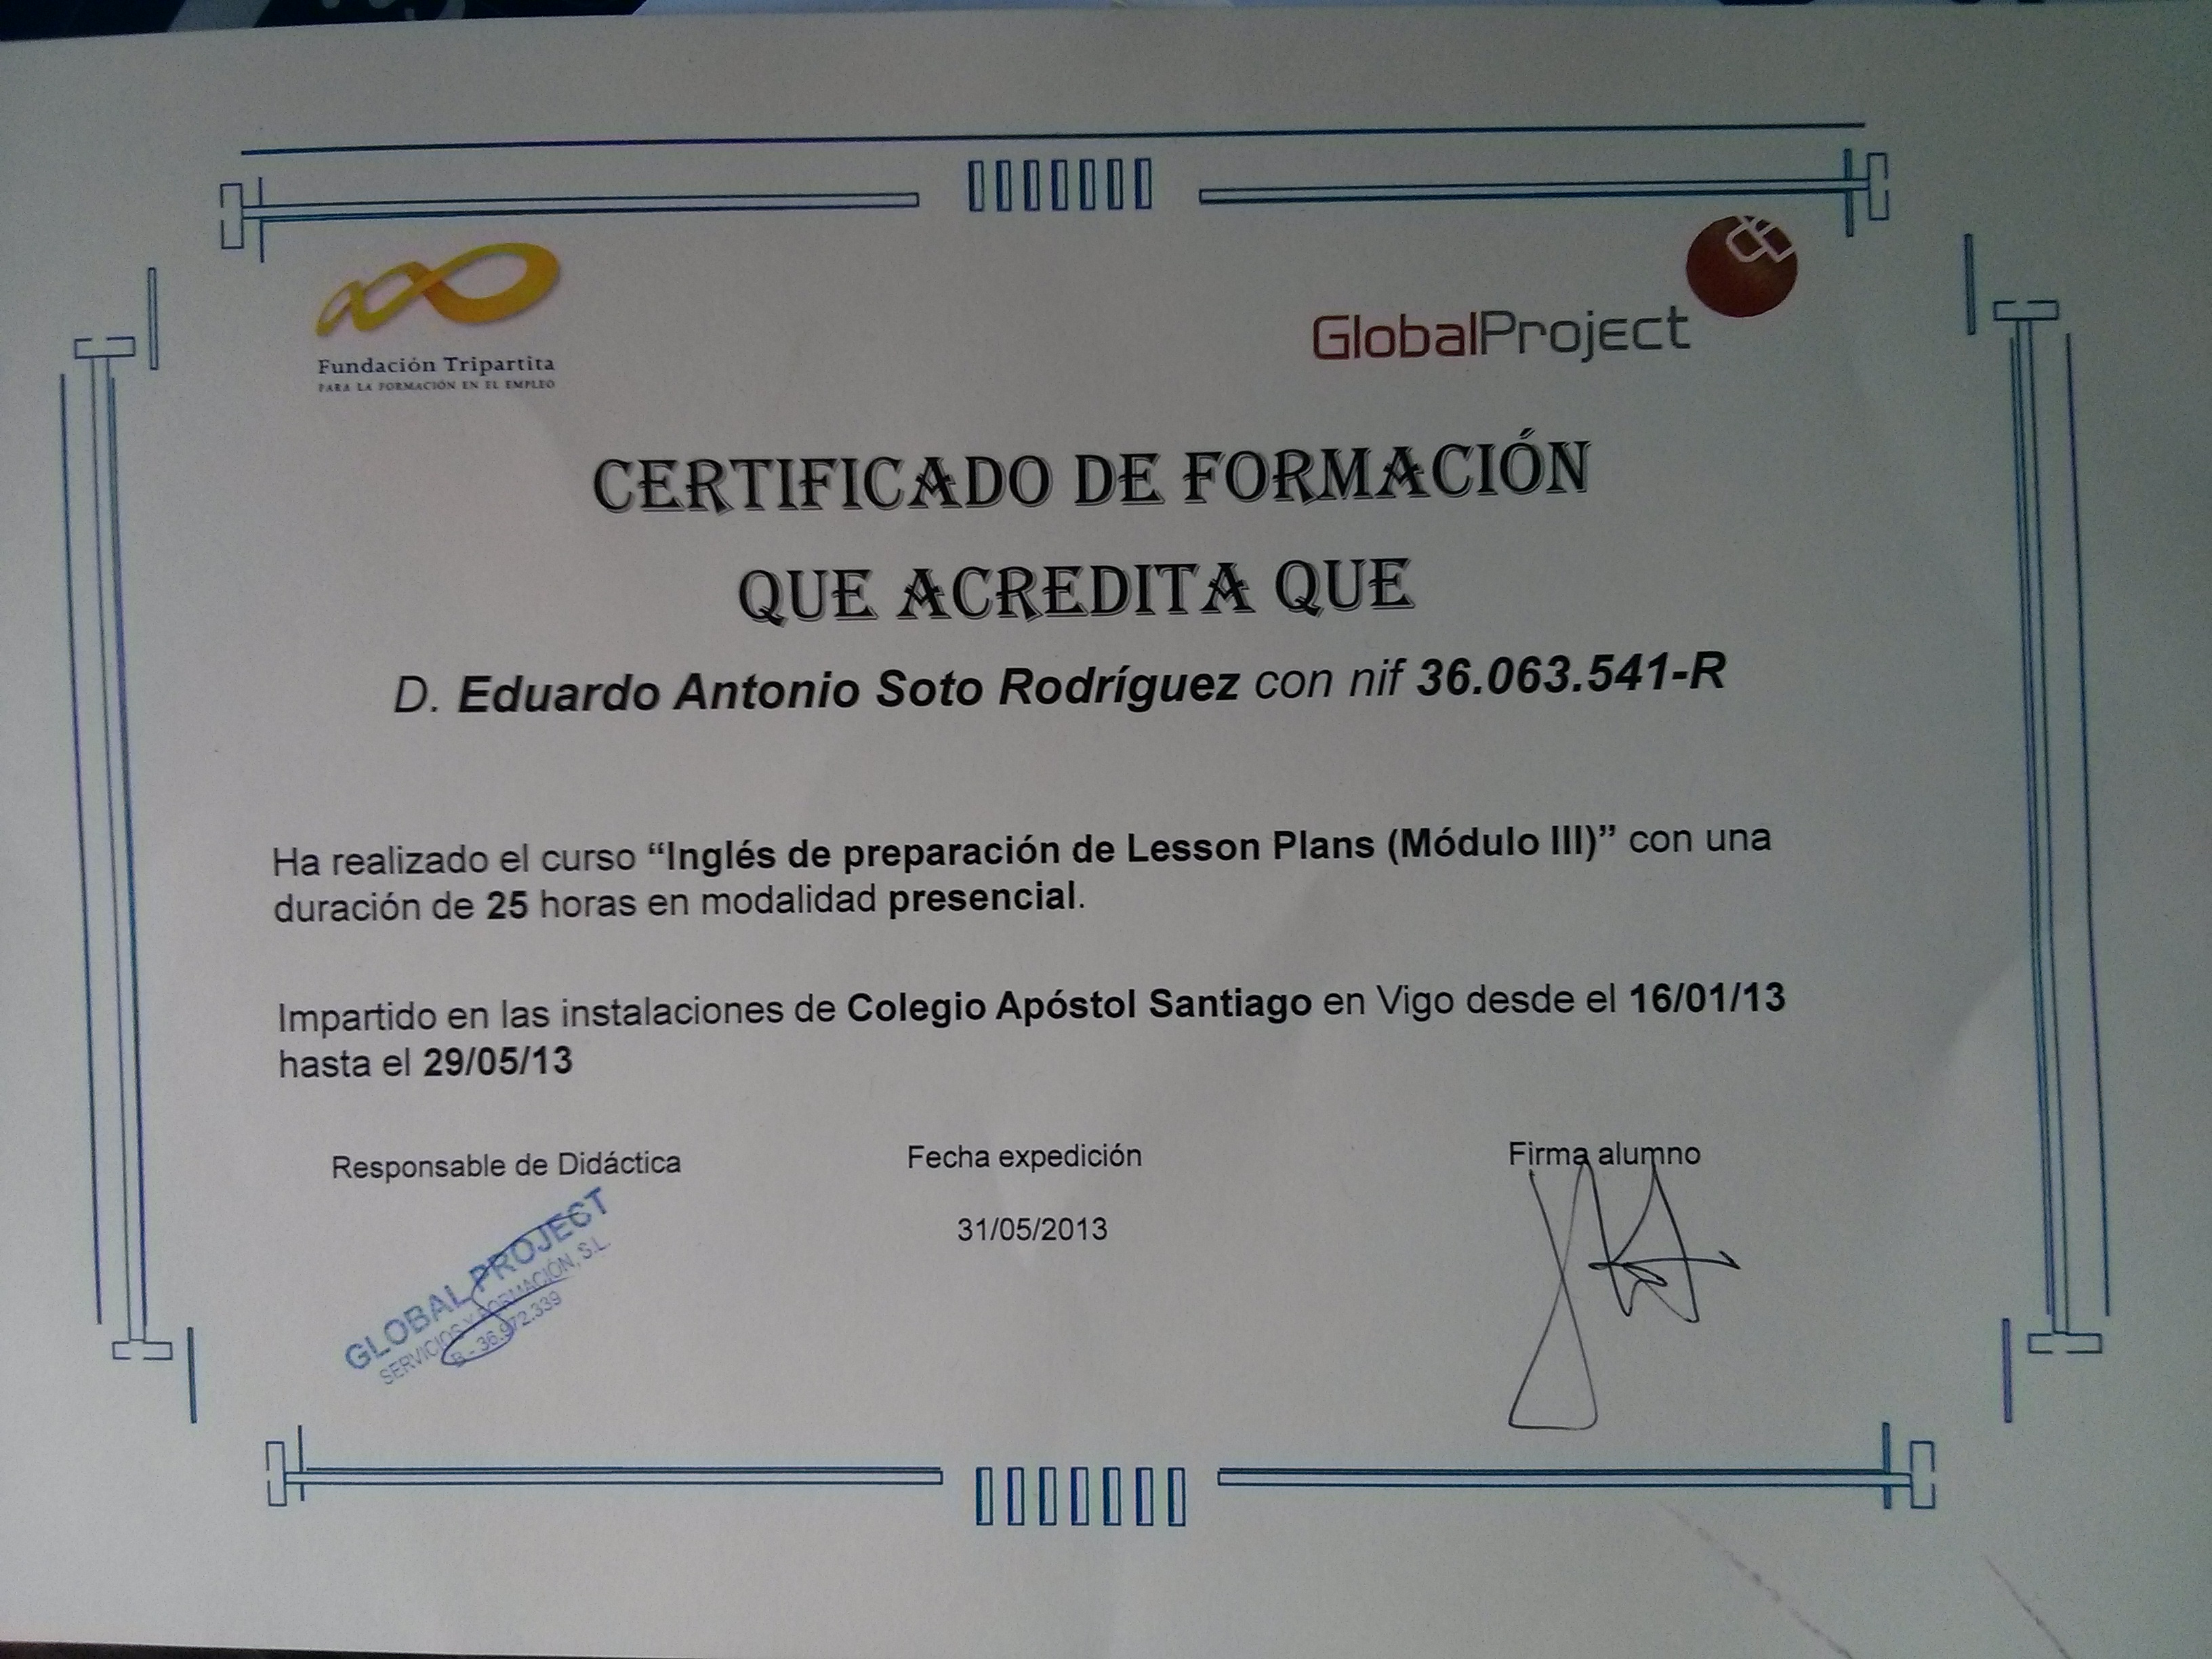 Fundación Tripartita
PARA LA FORMACIÓN EN EL EMPLEO
GlobalProject
CERTIFICADO DE FORMACIÓN
QUE ACREDITA QUE
D. Eduardo Antonio Soto Rodríguez con nif 36.063.541-R
Ha realizado el curso “Inglés de preparación de Lesson Plans (Módulo III)” con una
duración de 25 horas en modalidad presencial.
Impartido en las instalaciones de Colegio Apóstol Santiago en Vigo desde el 16/01/13
hasta el 29/05/13
Responsable de Didáctica
Fecha expedición
Firma alumno
31/05/2013
GLOBAL PROJECT
SERVICIOS Y FORMACIÓN, S.L.
B - 36.972.339